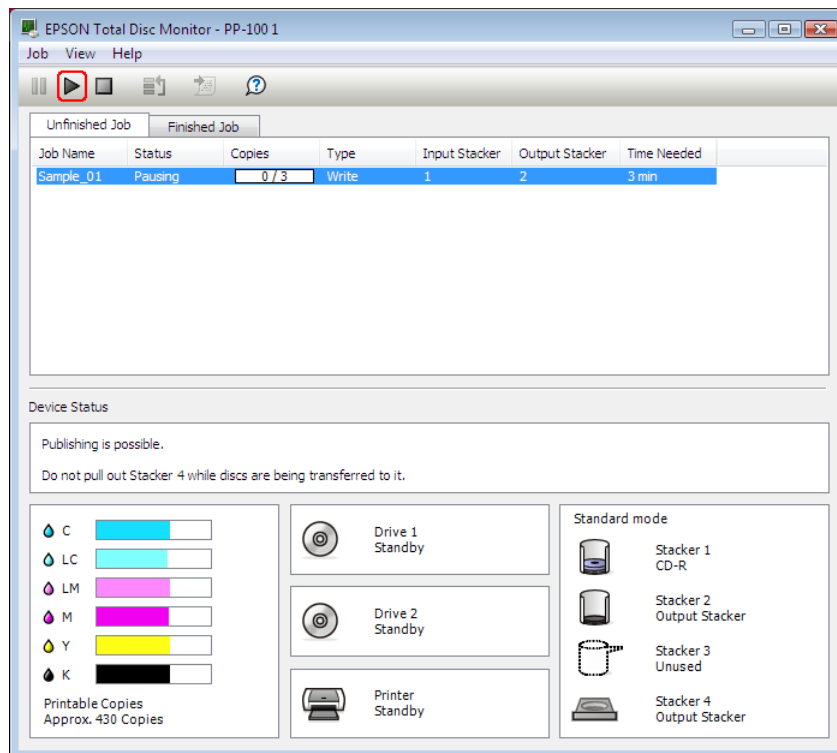 EPSON Total Disc Monitor - PP-100 1
Job View Help
Unfinished Job Finished Job
Job Name Status Copies Type Input Stacker Output Stacker Time Needed
Sample_01 Pausing 0 / 3 Write 1 2 3 min
Device Status
Publishing is possible.
Do not pull out Stacker 4 while discs are being transferred to it.
C
LC
LM
M
Y
K
Printable Copies
Approx. 430 Copies
Drive 1
Standby
Drive 2
Standby
Printer
Standby
Standard mode
Stacker 1
CD-R
Stacker 2
Output Stacker
Stacker 3
Unused
Stacker 4
Output Stacker